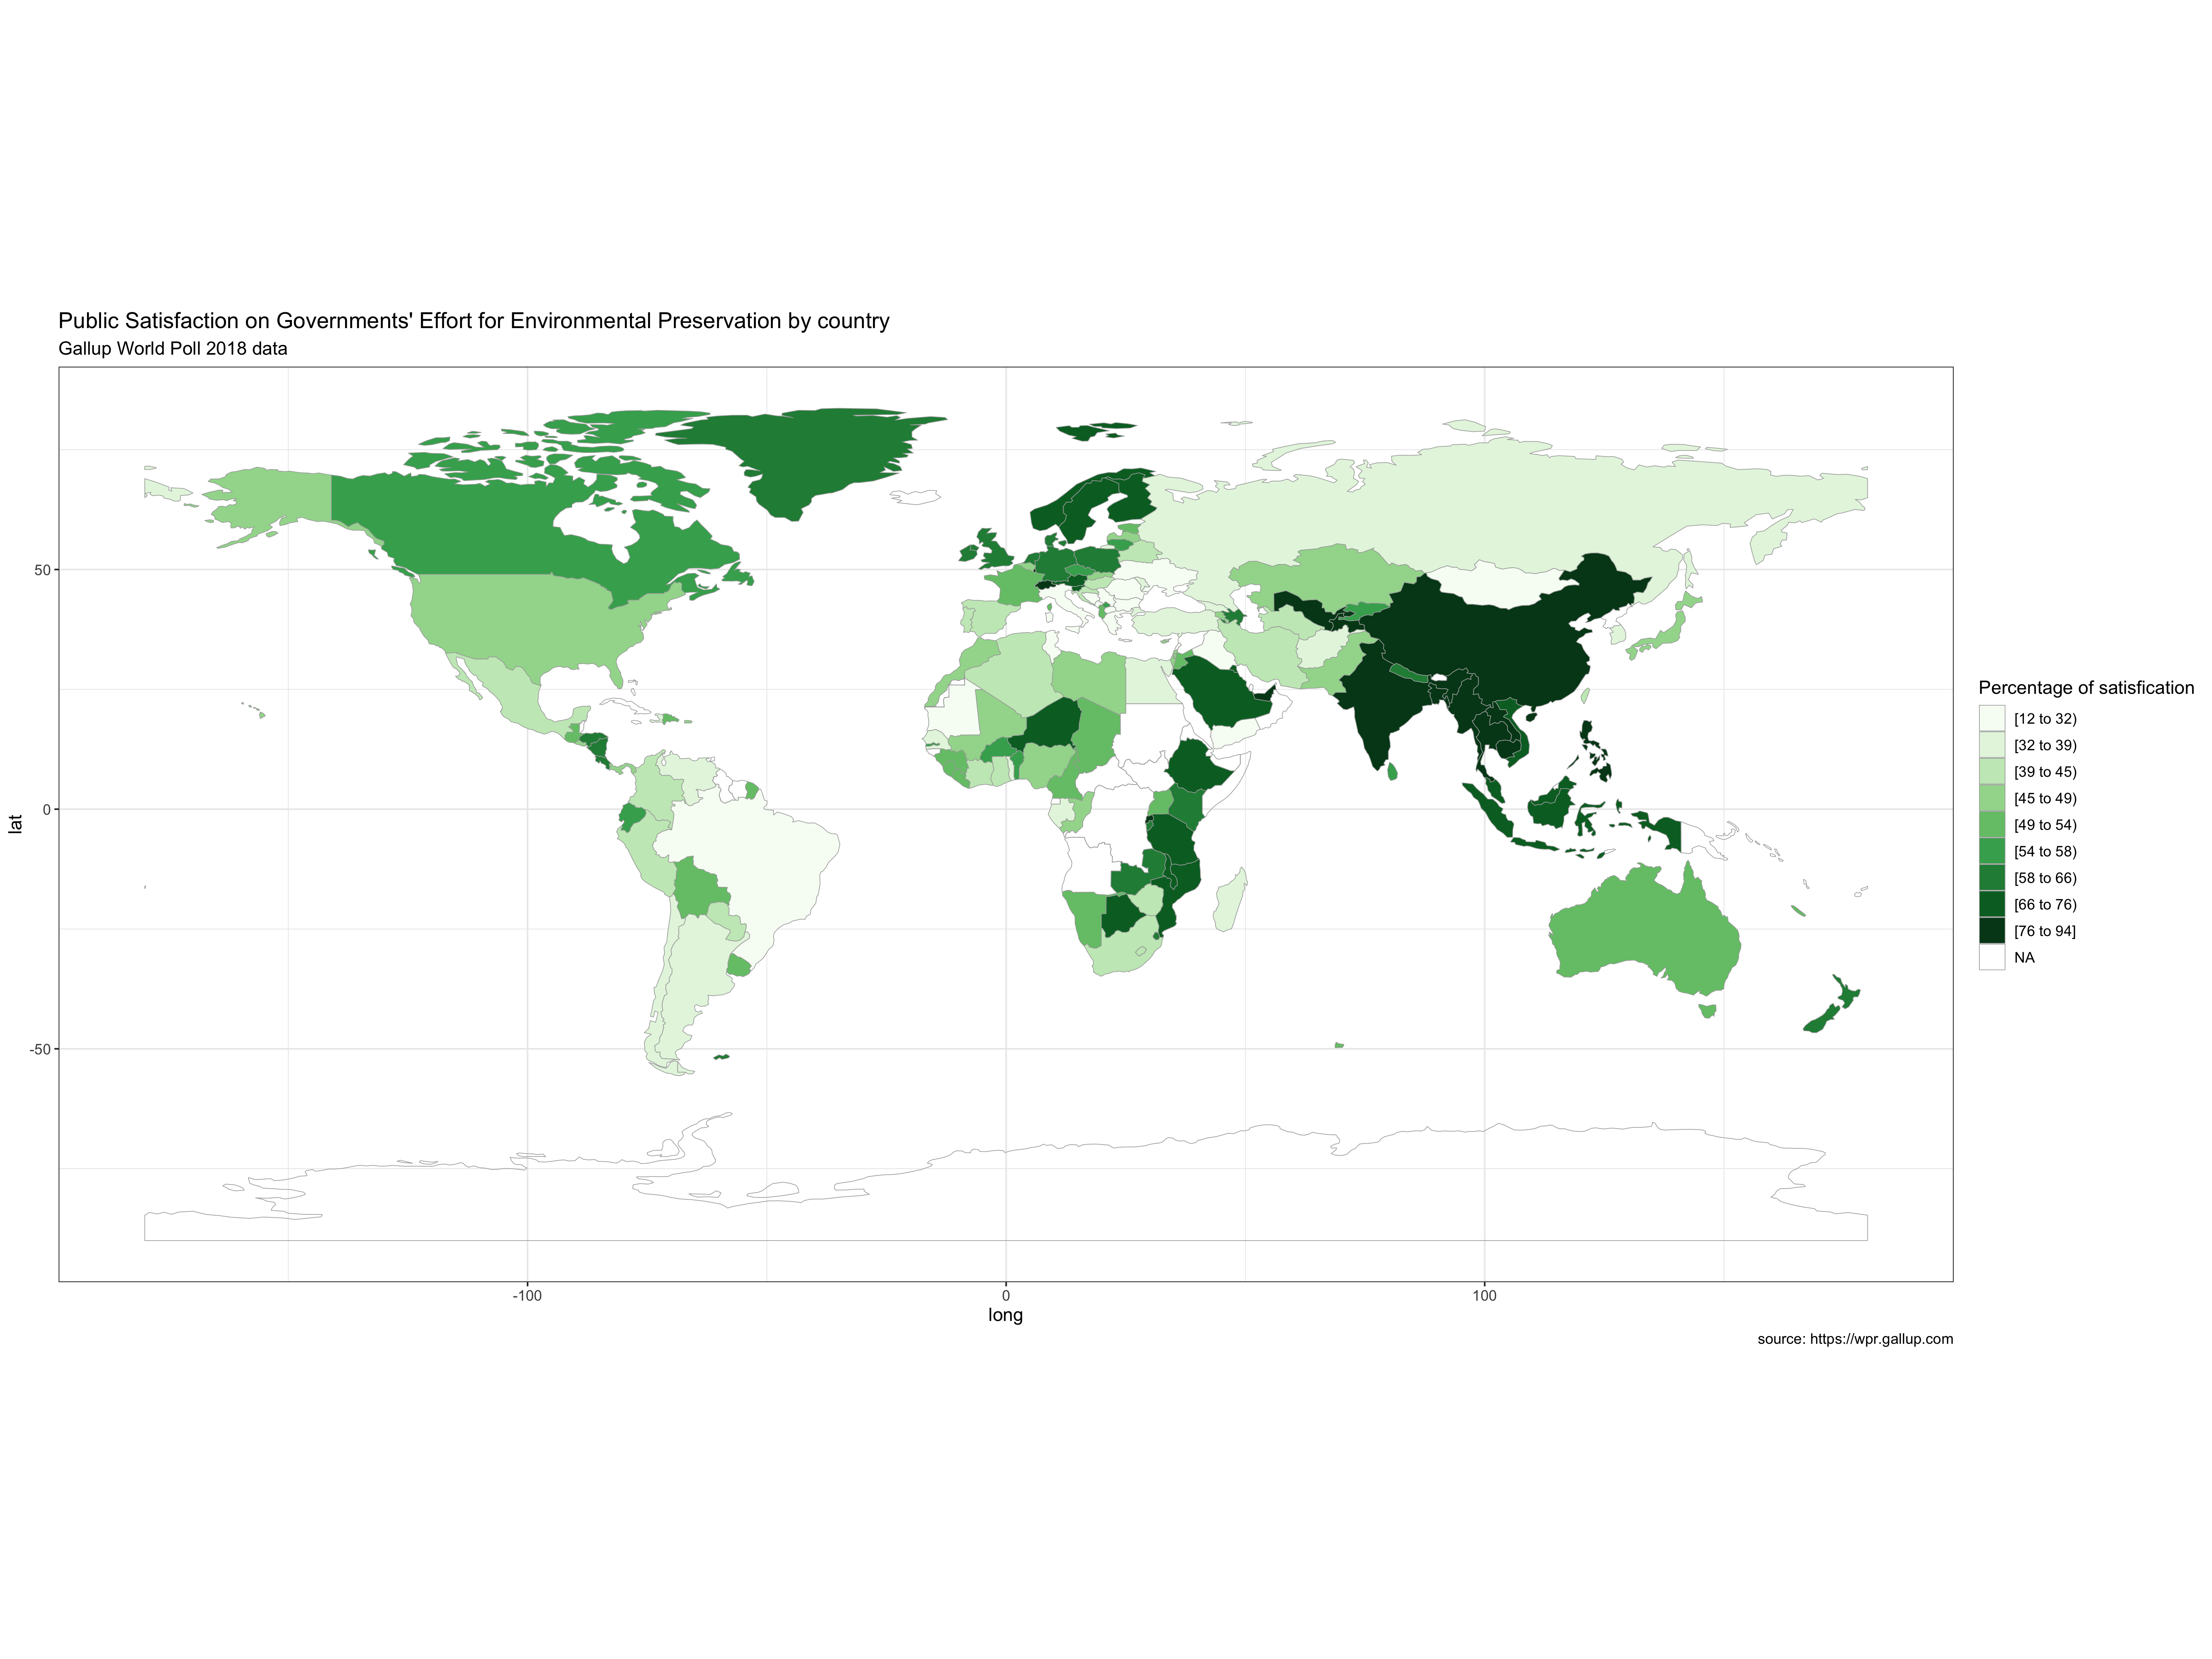 Public Satisfaction on Governments' Effort for Environmental Preservation by country
Gallup World Poll 2018 data
lat
50
0
-50
-100
0
100
long
source: https://wpr.gallup.com
Percentage of satisfication
[12 to 32)
[32 to 39)
[39 to 45)
[45 to 49)
[49 to 54)
[54 to 58)
[58 to 66)
[66 to 76)
[76 to 94]
NA